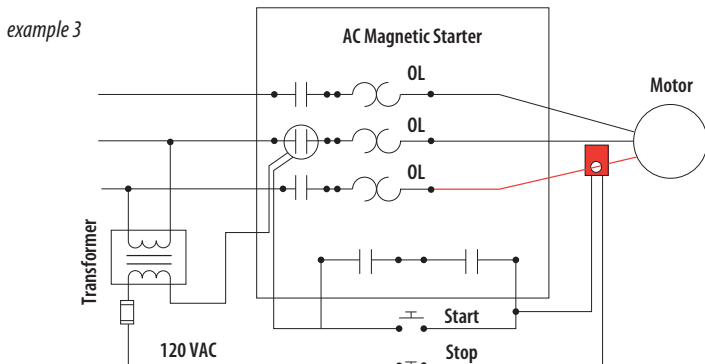 example 3
AC Magnetic Starter
OL
Motor
OL
OL
Transformer
Start
120 VAC
Stop